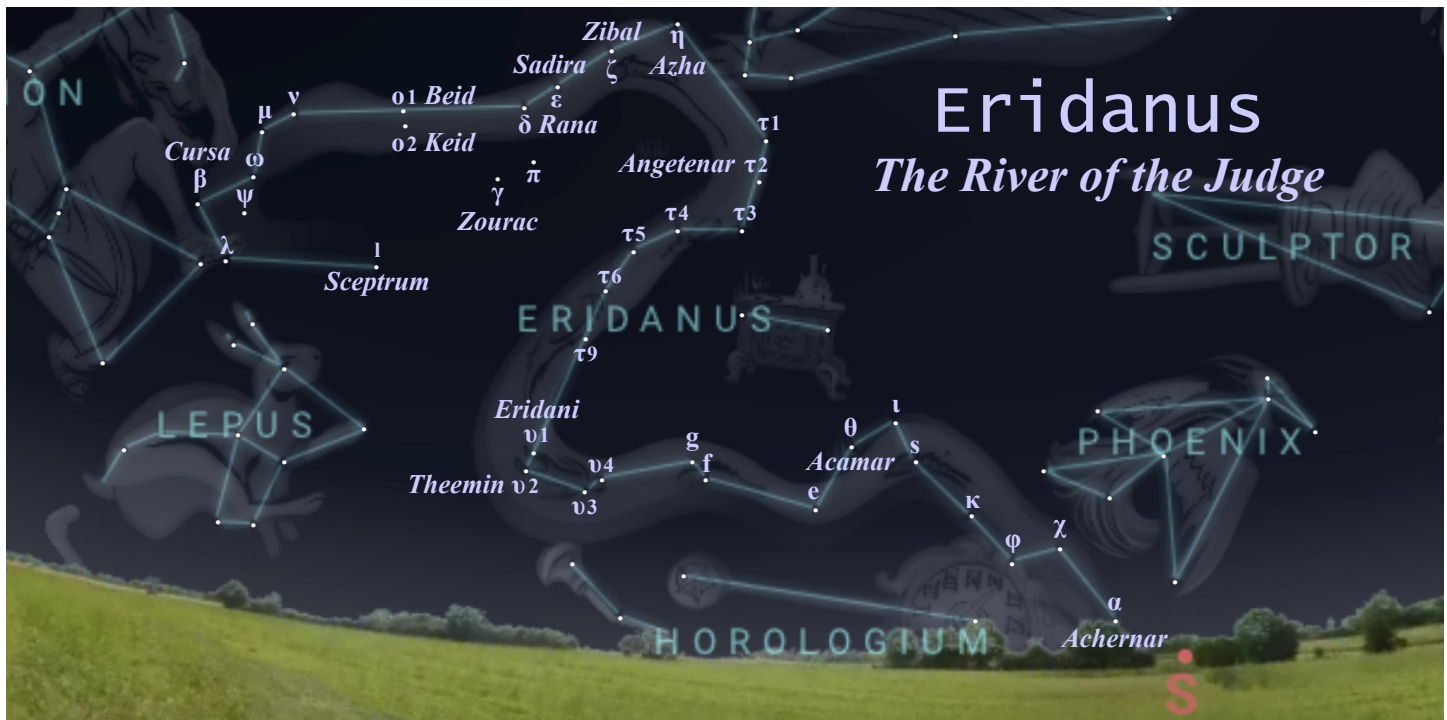 Zibal
η
Sadira
ζ
Azha
ε
ION
ν
ο1 Beid
μ
δ Rana
τ1
Eridanus
ο2 Keid
Cursa
ω
Angetenar τ2
The River of the Judge
β
ψ
π
γ
Zourac
τ4
τ3
τ5
λ
ι
SCULPTOR
Sceptrum
τ6
ERIDANUS
τ9
Eridani
υ1
LEPUS
ι
θ
g
s
PHOENIX
Acamar
υ4
f
Theemin υ2
e
υ3
κ
φ
χ
α
HOROLOGIUM
Achernar
S